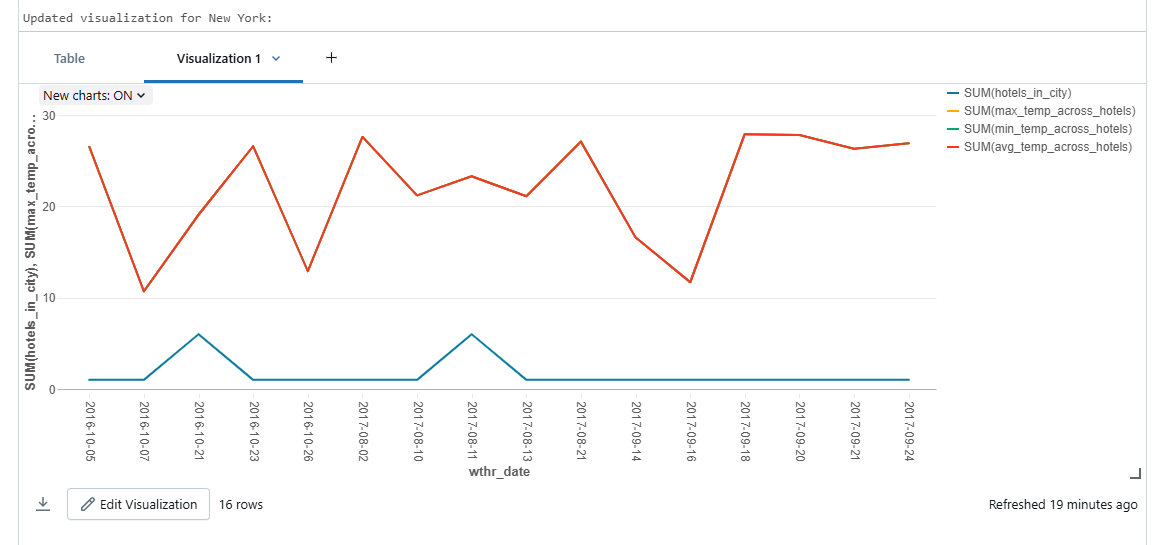 Updated visualization for New York:
Table
Visualization 1
+
New charts: ON
SUM(hotels_in_city)
SUM(max_temp_across_hotels)
SUM(min_temp_across_hotels)
SUM(avg_temp_across_hotels)
SUM(hotels_in_city), SUM(max_temp_acro...
30
20
10
0
2016-10-05
2016-10-07
2016-10-21
2016-10-23
2016-10-26
2017-08-02
2017-08-10
2017-08-11
2017-08-13
2017-08-21
2017-09-14
2017-09-16
2017-09-18
2017-09-20
2017-09-21
2017-09-24
wthr_date
Edit Visualization
16 rows
Refreshed 19 minutes ago